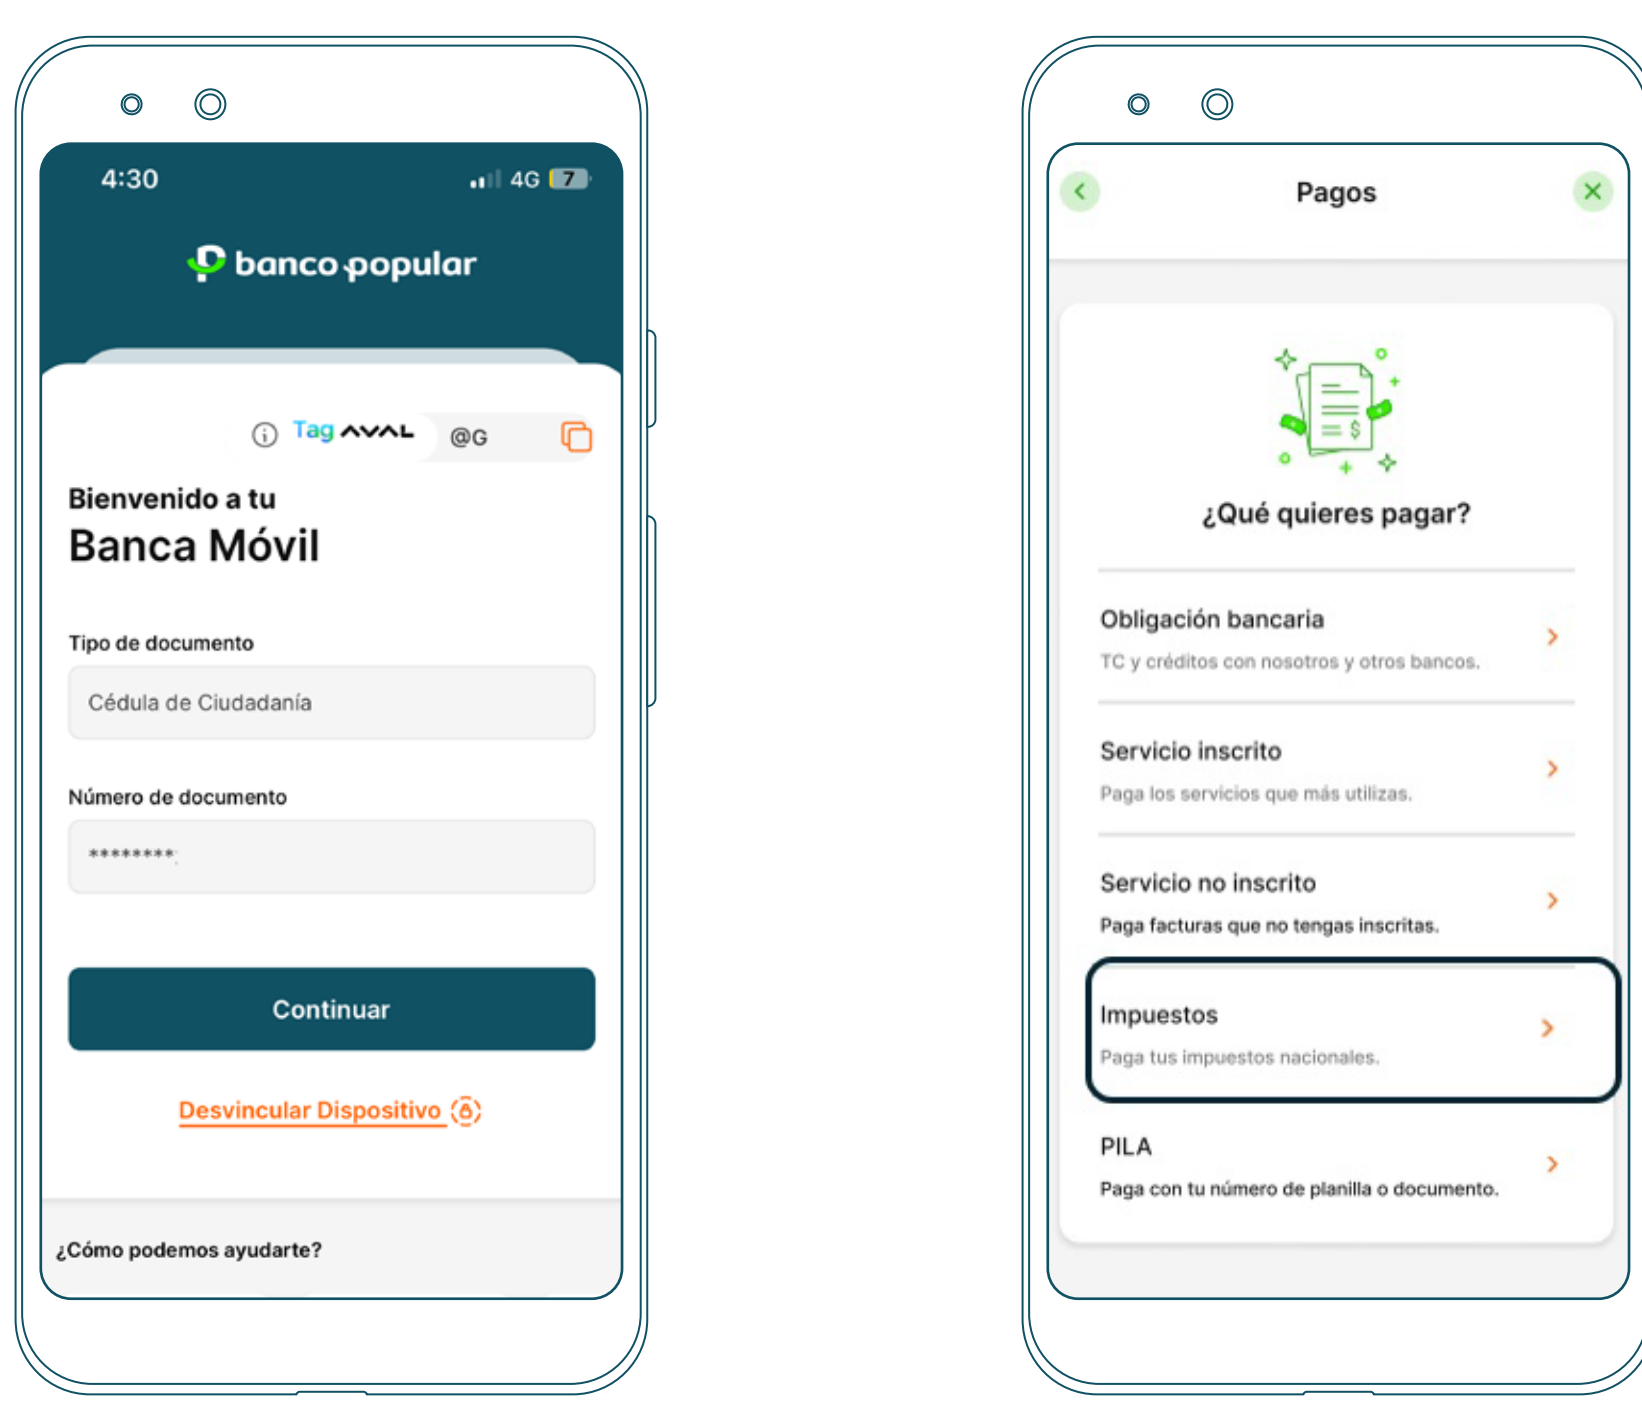 4:30
4G 7
banco popular
Tag AVAL @G
Bienvenido a tu
Banca Móvil
Tipo de documento
Cédula de Ciudadanía
Número de documento
********
Continuar
Desvincular Dispositivo
¿Cómo podemos ayudarte?
Pagos
¿Qué quieres pagar?
Obligación bancaria
TC y créditos con nosotros y otros bancos.
Servicio inscrito
Paga los servicios que más utilizas.
Servicio no inscrito
Paga facturas que no tengas inscritas.
Impuestos
Paga tus impuestos nacionales.
PILA
Paga con tu número de planilla o documento.